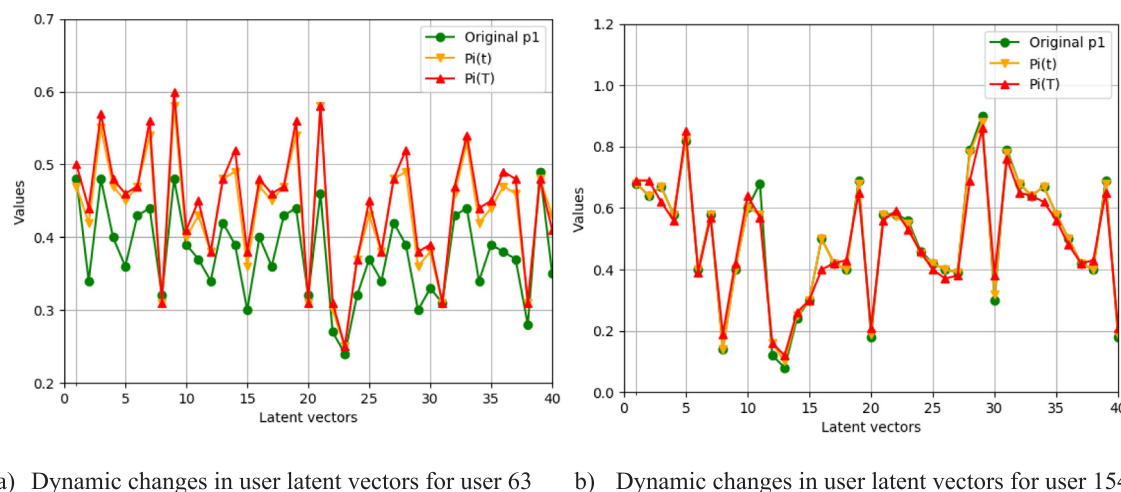 0.7
0.6
0.5
0.4
0.3
0.2
Values
0 5 10 15 20 25 30 35 40
Latent vectors
Original p1
Pi(t)
Pi(T)
1.2
1.0
0.8
0.6
0.4
0.2
0.0
Values
0 5 10 15 20 25 30 35 40
Latent vectors
Original p1
Pi(t)
Pi(T)
a) Dynamic changes in user latent vectors for user 63
b) Dynamic changes in user latent vectors for user 154